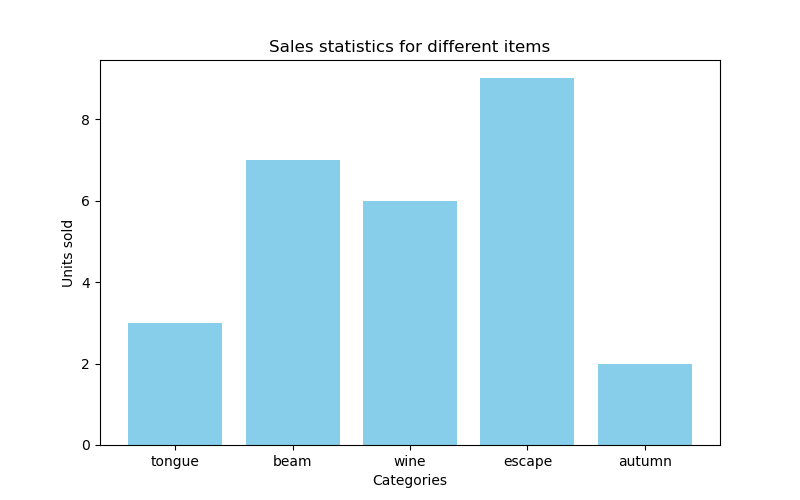 Sales statistics for different items
8
6
4
2
0
Units sold
tongue beam wine escape autumn
Categories